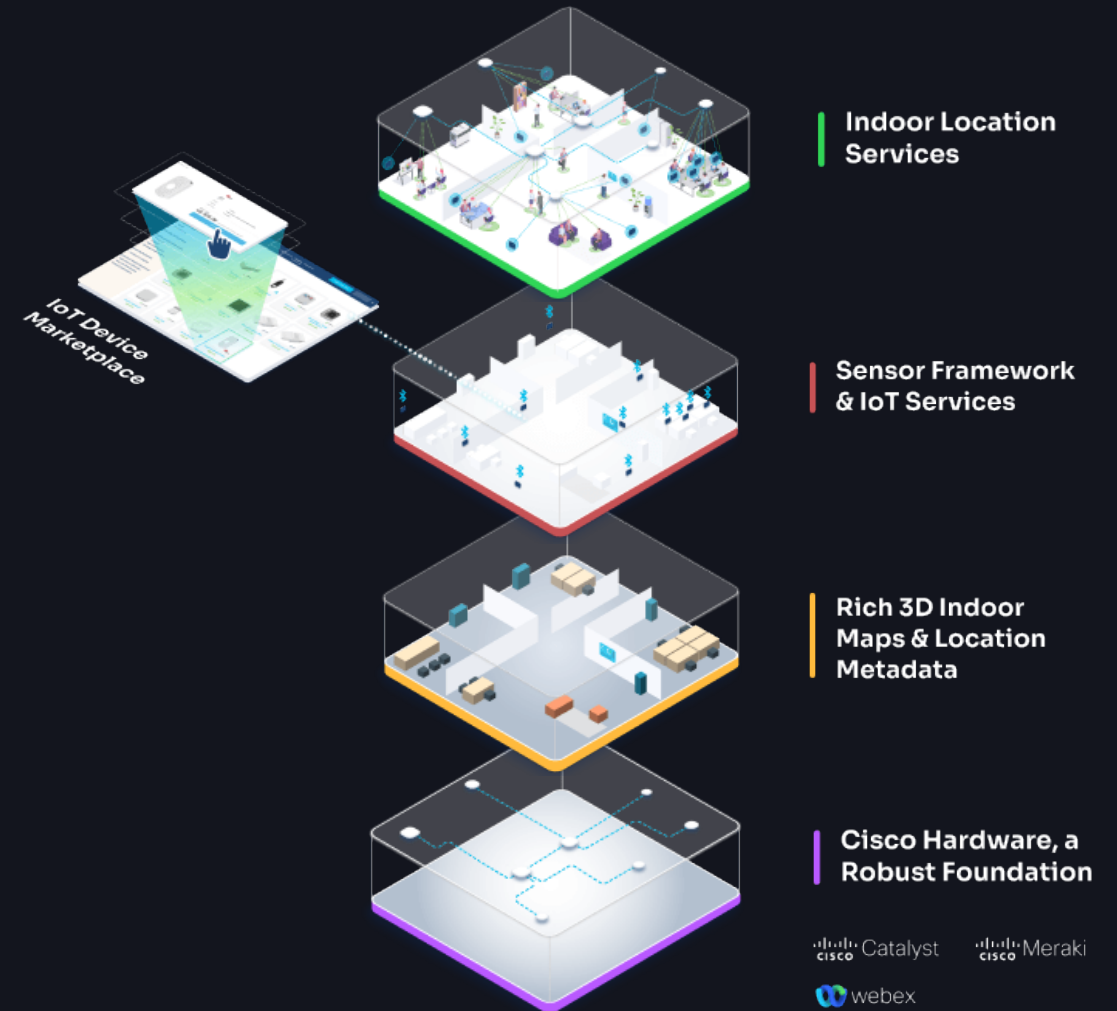 Indoor Location
Services
IoT Device
Marketplace
Sensor Framework
& IoT Services
Rich 3D Indoor
Maps & Location
Metadata
Cisco Hardware, a
Robust Foundation
CISCO Catalyst
CISCO Meraki
webex